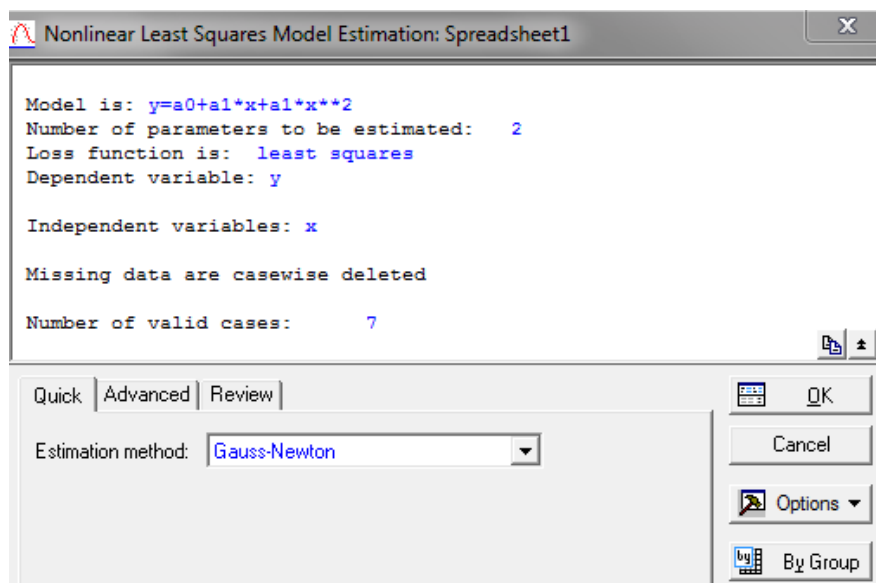 Nonlinear Least Squares Model Estimation: Spreadsheet1
Model is: y=a0+a1*x+a1*x**2
Number of parameters to be estimated: 2
Loss function is: least squares
Dependent variable: y
Independent variables: x
Missing data are casewise deleted
Number of valid cases: 7
Quick Advanced Review
OK
Estimation method: Gauss-Newton
Cancel
Options
by
By Group